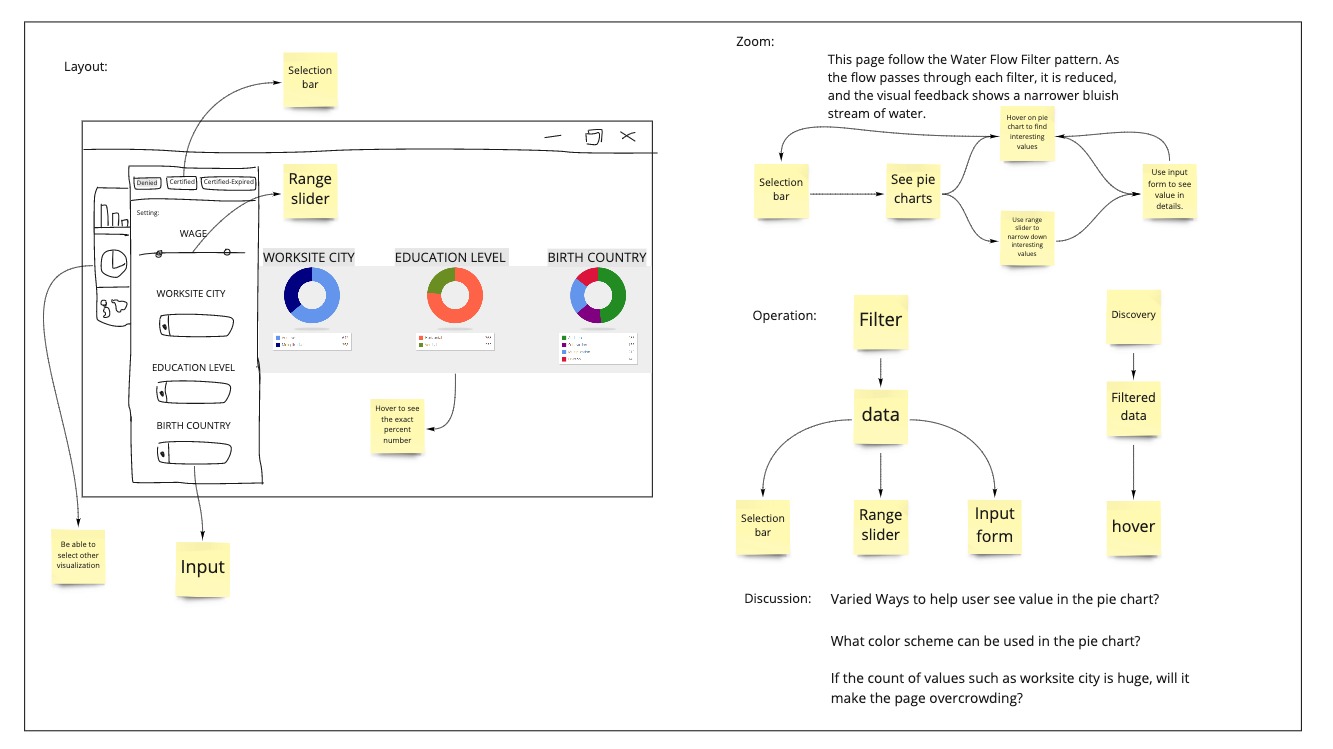 Layout:
Selection
bar
Denied
Certified
Certified-Expired
Setting:
WAGE
Range
slider
WORKSITE CITY
EDUCATION LEVEL
BIRTH COUNTRY
WORKSITE CITY
EDUCATION LEVEL
BIRTH COUNTRY
Hover to see
the exact
percent
number
Be able to
select other
visualization
Input
Zoom:
This page follow the Water Flow Filter pattern. As
the flow passes through each filter, it is reduced,
and the visual feedback shows a narrower bluish
stream of water.
Selection
bar
See pie
charts
Hover on pie
chart to find
interesting
values
Use range
slider to
narrow down
interesting
values
Use input
form to see
value in
details.
Operation:
Filter
data
Selection
bar
Range
slider
Input
form
Discovery
Filtered
data
hover
Discussion:
Varied Ways to help user see value in the pie chart?
What color scheme can be used in the pie chart?
If the count of values such as worksite city is huge, will it
make the page overcrowding?